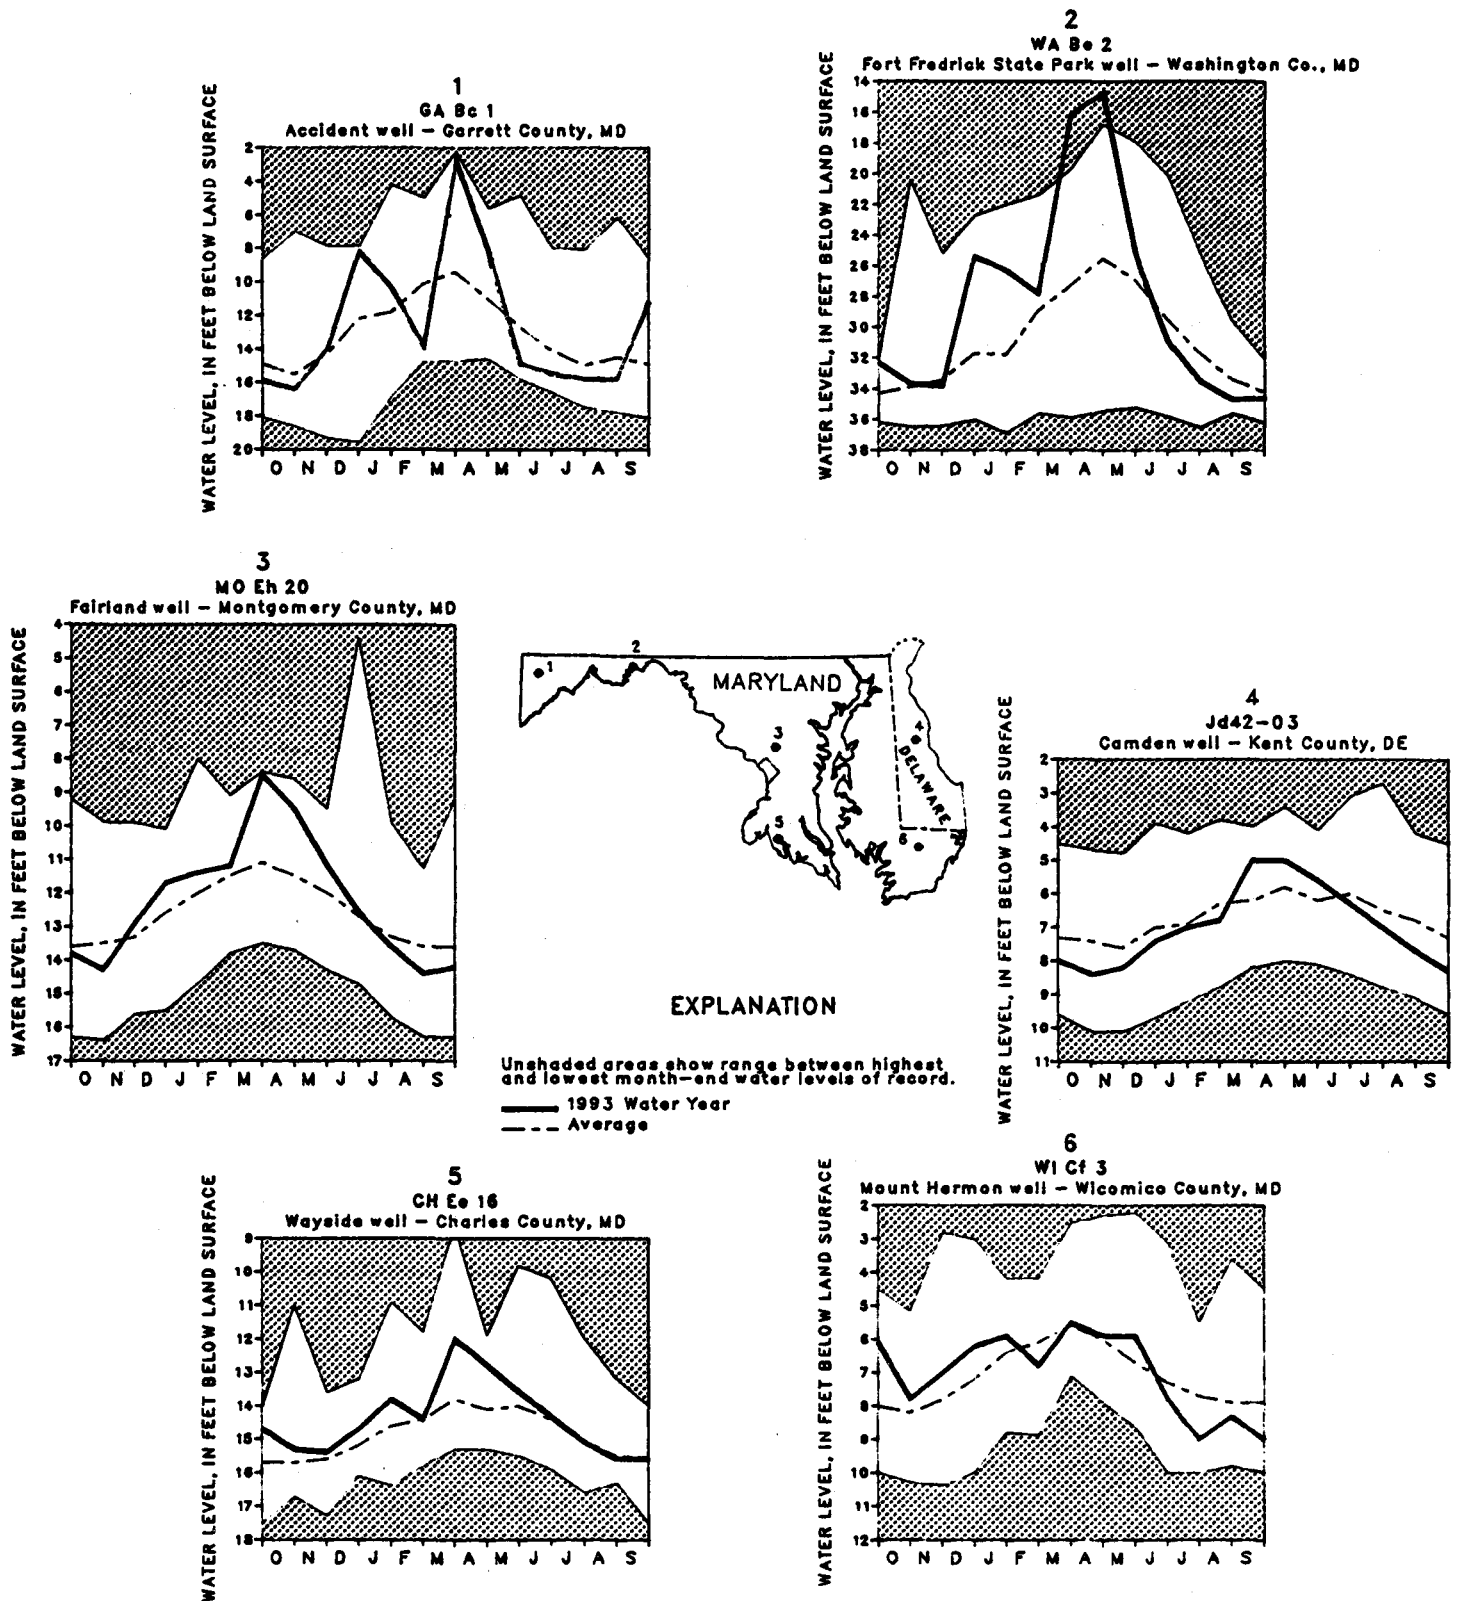 1
GA Bc 1
Accident well — Garrett County, MD
WATER LEVEL, IN FEET BELOW LAND SURFACE
2
4
6
8
10
12
14
16
18
20
O N D J F M A M J J A S
2
WA Be 2
Fort Fredrick State Park well — Washington Co., MD
WATER LEVEL, IN FEET BELOW LAND SURFACE
14
16
18
20
22
24
26
28
30
32
34
36
38
O N D J F M A M J J A S
3
MO Eh 20
Fairland well — Montgomery County, MD
WATER LEVEL, IN FEET BELOW LAND SURFACE
4
5
6
7
8
9
10
11
12
13
14
15
16
17
O N D J F M A M J J A S
1
2
MARYLAND
3
4
DELAWARE
5
6
4
Jd42-03
Camden well — Kent County, DE
WATER LEVEL, IN FEET BELOW LAND SURFACE
2
3
4
5
6
7
8
9
10
11
O N D J F M A M J J A S
EXPLANATION
Unshaded areas show range between highest
and lowest month-end water levels of record.
1993 Water Year
Average
5
CH Ee 16
Wayside well — Charles County, MD
WATER LEVEL, IN FEET BELOW LAND SURFACE
9
10
11
12
13
14
15
16
17
18
O N D J F M A M J J A S
6
WI Cf 3
Mount Hermon well — Wicomico County, MD
WATER LEVEL, IN FEET BELOW LAND SURFACE
2
3
4
5
6
7
8
9
10
11
12
O N D J F M A M J J A S